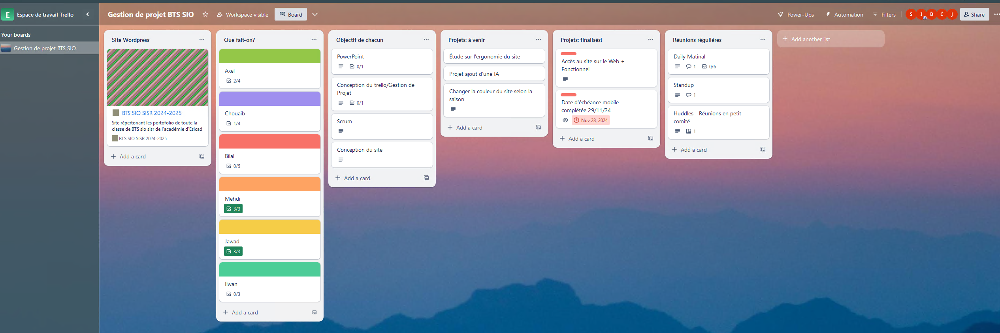 E Espace de travail Trello
Your boards
Gestion de projet BTS SIO
Gestion de projet BTS SIO
Workspace visible
Board
Power-Ups
Automation
Filters
S I B C J
Share
Site Wordpress
BTS SIO SISR 2024-2025
Site répertoriant les portofolio de toute la
classe de BTS sio sisr de l'académie d'Esicad
BTS SIO SISR 2024-2025
Add a card
Que fait-on?
Axel
2/4
Chouaib
1/4
Bilal
0/5
Mehdi
3/3
Jawad
3/3
Ilwan
0/3
Add a card
Objectif de chacun
PowerPoint
0/1
Conception du trello/Gestion de
Projet
0/1
Scrum
Conception du site
Add a card
Projets: à venir
Étude sur l'ergonomie du site
Projet ajout d'une IA
Changer la couleur du site selon la
saison
Add a card
Projets: finalisés!
Accès au site sur le Web +
Fonctionnel
Date d'échéance mobile
complétée 29/11/24
Nov 28, 2024
Add a card
Réunions régulières
Daily Matinal
1 0/6
Standup
1
Huddles - Réunions en petit
comité
1
Add a card
Add another list